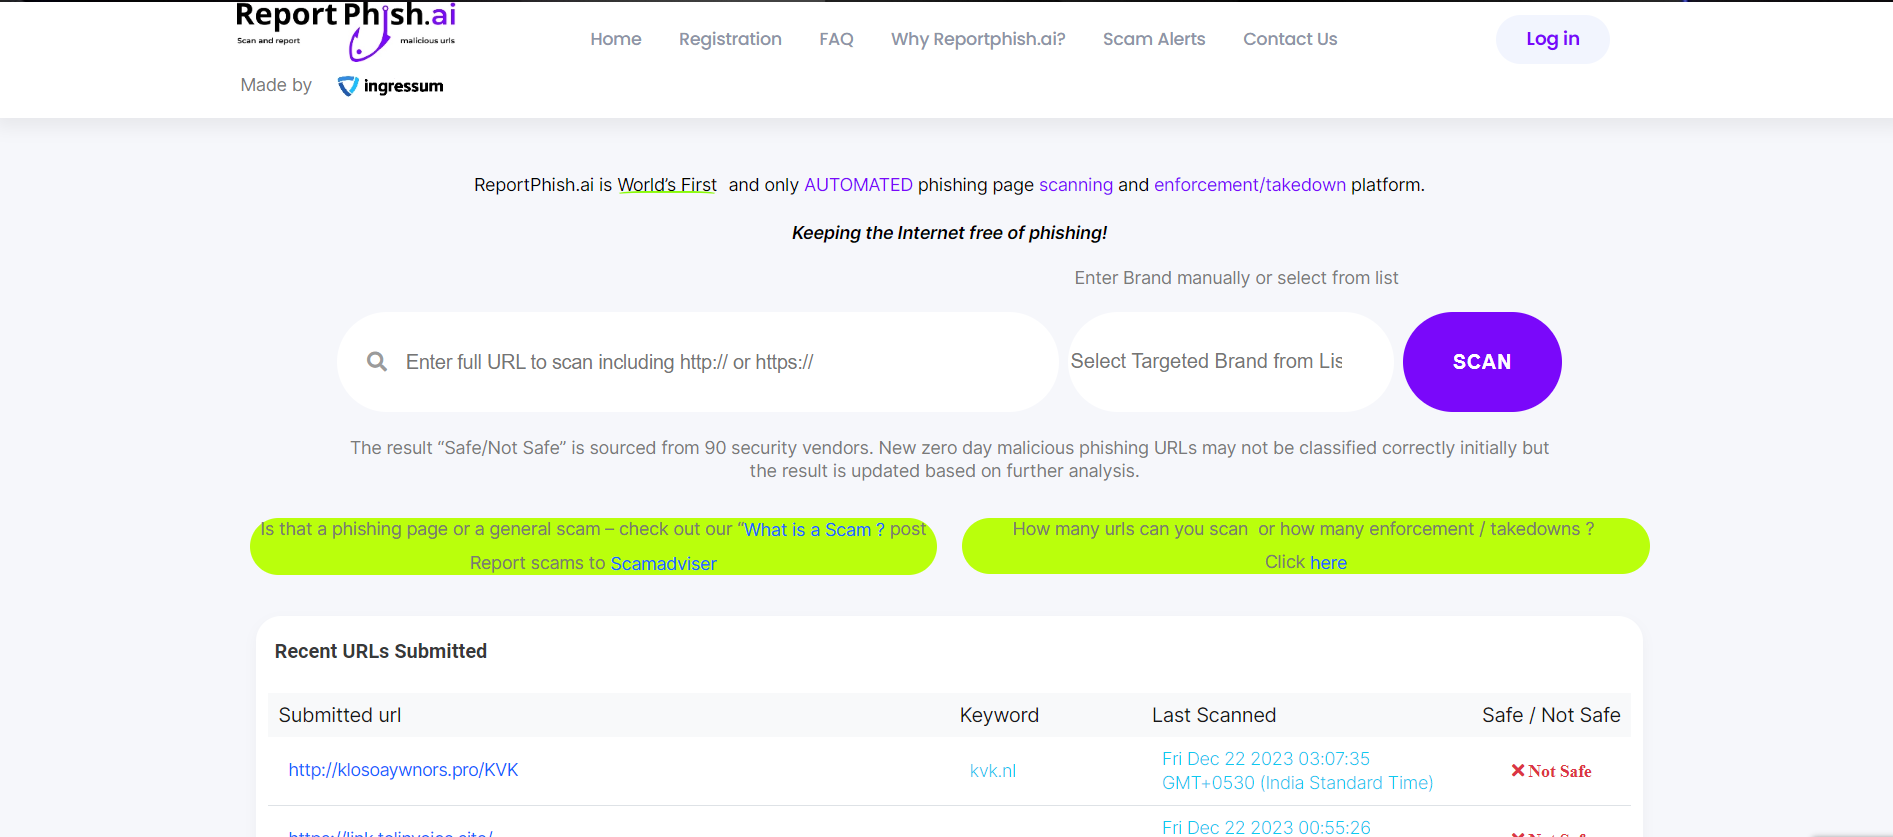 Report Phish.ai
Scan and report
malicious urls
Made by ingressum
Home Registration FAQ Why Reportphish.ai? Scam Alerts Contact Us
Log in
ReportPhish.ai is World's First and only AUTOMATED phishing page scanning and enforcement/takedown platform.
Keeping the Internet free of phishing!
Enter Brand manually or select from list
Enter full URL to scan including http:// or https://
Select Targeted Brand from Lis
SCAN
The result “Safe/Not Safe” is sourced from 90 security vendors. New zero day malicious phishing URLs may not be classified correctly initially but
the result is updated based on further analysis.
Is that a phishing page or a general scam – check out our “What is a Scam ? post
Report scams to Scamadviser
How many urls can you scan or how many enforcement / takedowns ?
Click here
Recent URLs Submitted
Submitted url Keyword Last Scanned Safe / Not Safe
http://klosoaywnors.pro/KVK kvk.nl Fri Dec 22 2023 03:07:35
GMT+0530 (India Standard Time) Not Safe
Fri Dec 22 2023 00:55:26